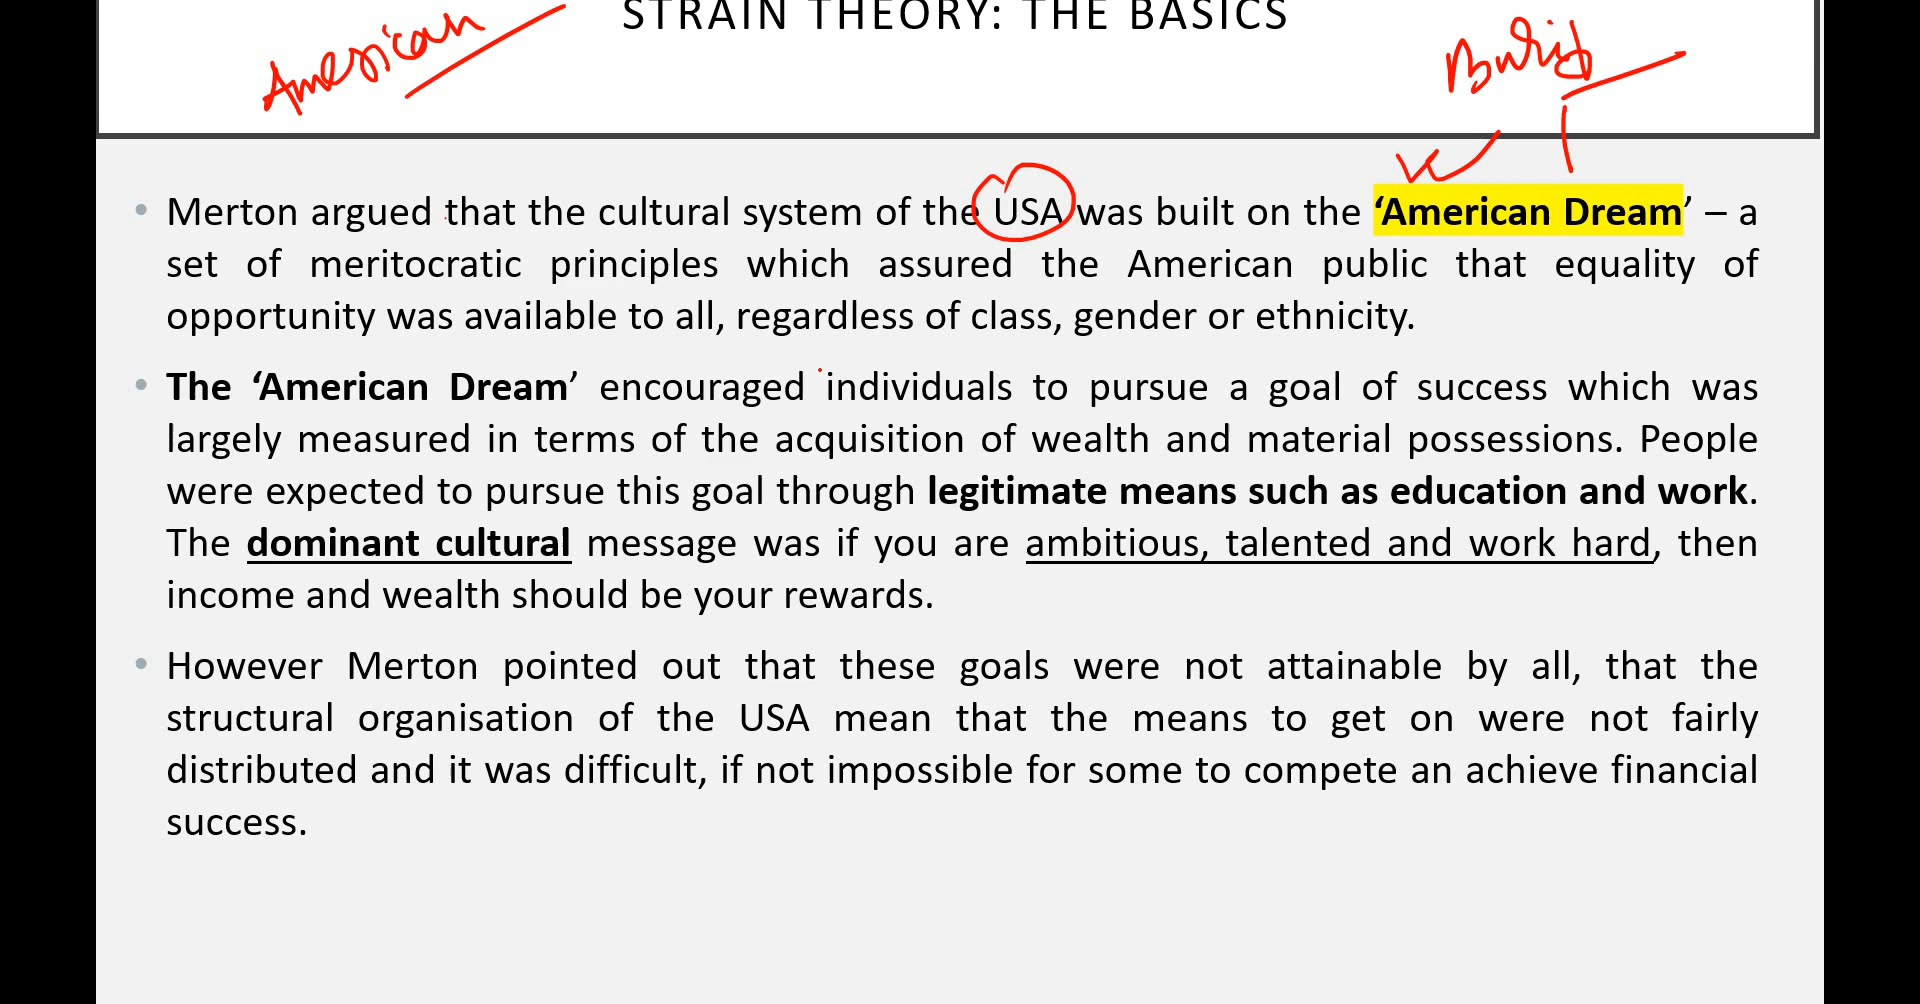 STRAIN THEORY: THE BASICS
American
• Merton argued that the cultural system of the USA was built on the ‘American Dream’ – a
set of meritocratic principles which assured the American public that equality of
opportunity was available to all, regardless of class, gender or ethnicity.
• The ‘American Dream’ encouraged individuals to pursue a goal of success which was
largely measured in terms of the acquisition of wealth and material possessions. People
were expected to pursue this goal through legitimate means such as education and work.
The dominant cultural message was if you are ambitious, talented and work hard, then
income and wealth should be your rewards.
• However Merton pointed out that these goals were not attainable by all, that the
structural organisation of the USA mean that the means to get on were not fairly
distributed and it was difficult, if not impossible for some to compete an achieve financial
success.